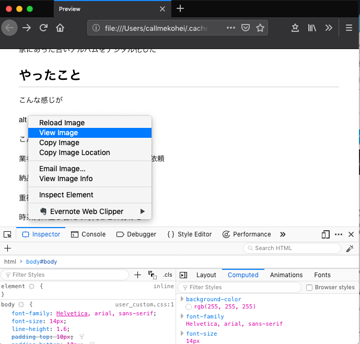 Preview
file:///Users/callmekohei/.cache
家にあった古いアルバムをデジタル化した
やったこと
こんな感じが
alt
Reload Image
View Image
Copy Image
Copy Image Location
Email Image...
View Image Info
Inspect Element
Evernote Web Clipper
依頼
Inspector
Console
Debugger
Style Editor
Performance
Search HTML
html
body#body
Filter Styles
.cls
Layout
Computed
Animations
Fonts
element { inline
}
body { user_custom.css:1
font-family: Helvetica, arial, sans-serif;
font-size: 14px;
line-height: 1.6;
padding-top: 10px;
Filter Styles
Browser styles
background-color
rgb(255, 255, 255)
font-family
Helvetica, arial, sans-serif
font-size
14px